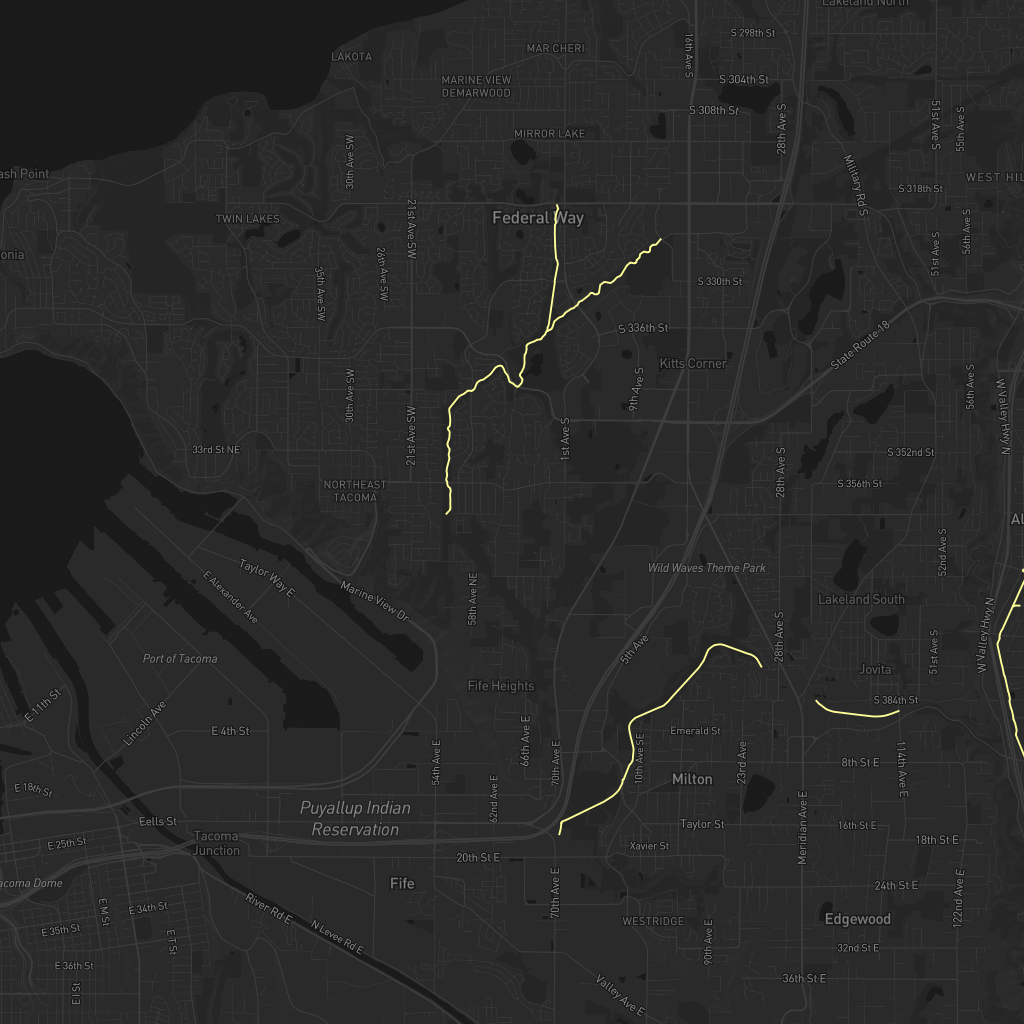 Lakeland North
S 298th St
16th Ave S
MAR CHERI
LAKOTA
MARINE VIEW
DEMARWOOD
S 304th St
S 308th St
28th Ave S
51st Ave S
55th Ave S
MIRROR LAKE
30th Ave SW
Military Rd S
ash Point
WEST HIL
S 318th St
TWIN LAKES
21st Ave SW
Federal Way
56th Ave S
51st Ave S
onia
26th Ave SW
35th Ave SW
S 330th St
S 336th St
State Route 18
Kitts Corner
30th Ave SW
9th Ave S
56th Ave S
W Valley Hwy N
21st Ave SW
1st Ave S
33rd St NE
S 352nd St
28th Ave S
NORTHEAST
TACOMA
S 356th St
Al
52nd Ave S
Taylor Way E
E Alexander Ave
Marine View Dr
Wild Waves Theme Park
58th Ave NE
Lakeland South
28th Ave S
5th Ave
W Valley Hwy N
51st Ave S
Port of Tacoma
Jovita
Fife Heights
E 11th St
S 384th St
Lincoln Ave
E 4th St
66th Ave E
Emerald St
54th Ave E
70th Ave E
10th Ave SE
23rd Ave
8th St E
114th Ave E
Milton
E 18th St
62nd Ave E
Puyallup Indian
Reservation
Eells St
Meridian Ave E
Taylor St
16th St E
18th St E
E 25th St
Tacoma
Junction
Xavier St
20th St E
acoma Dome
Fife
70th Ave E
24th St E
122nd Ave E
E M St
E 34th St
River Rd E
N Levee Rd E
WESTRIDGE
Edgewood
E 35th St
E T St
90th Ave E
32nd St E
E 36th St
E I St
Valley Ave E
36th St E